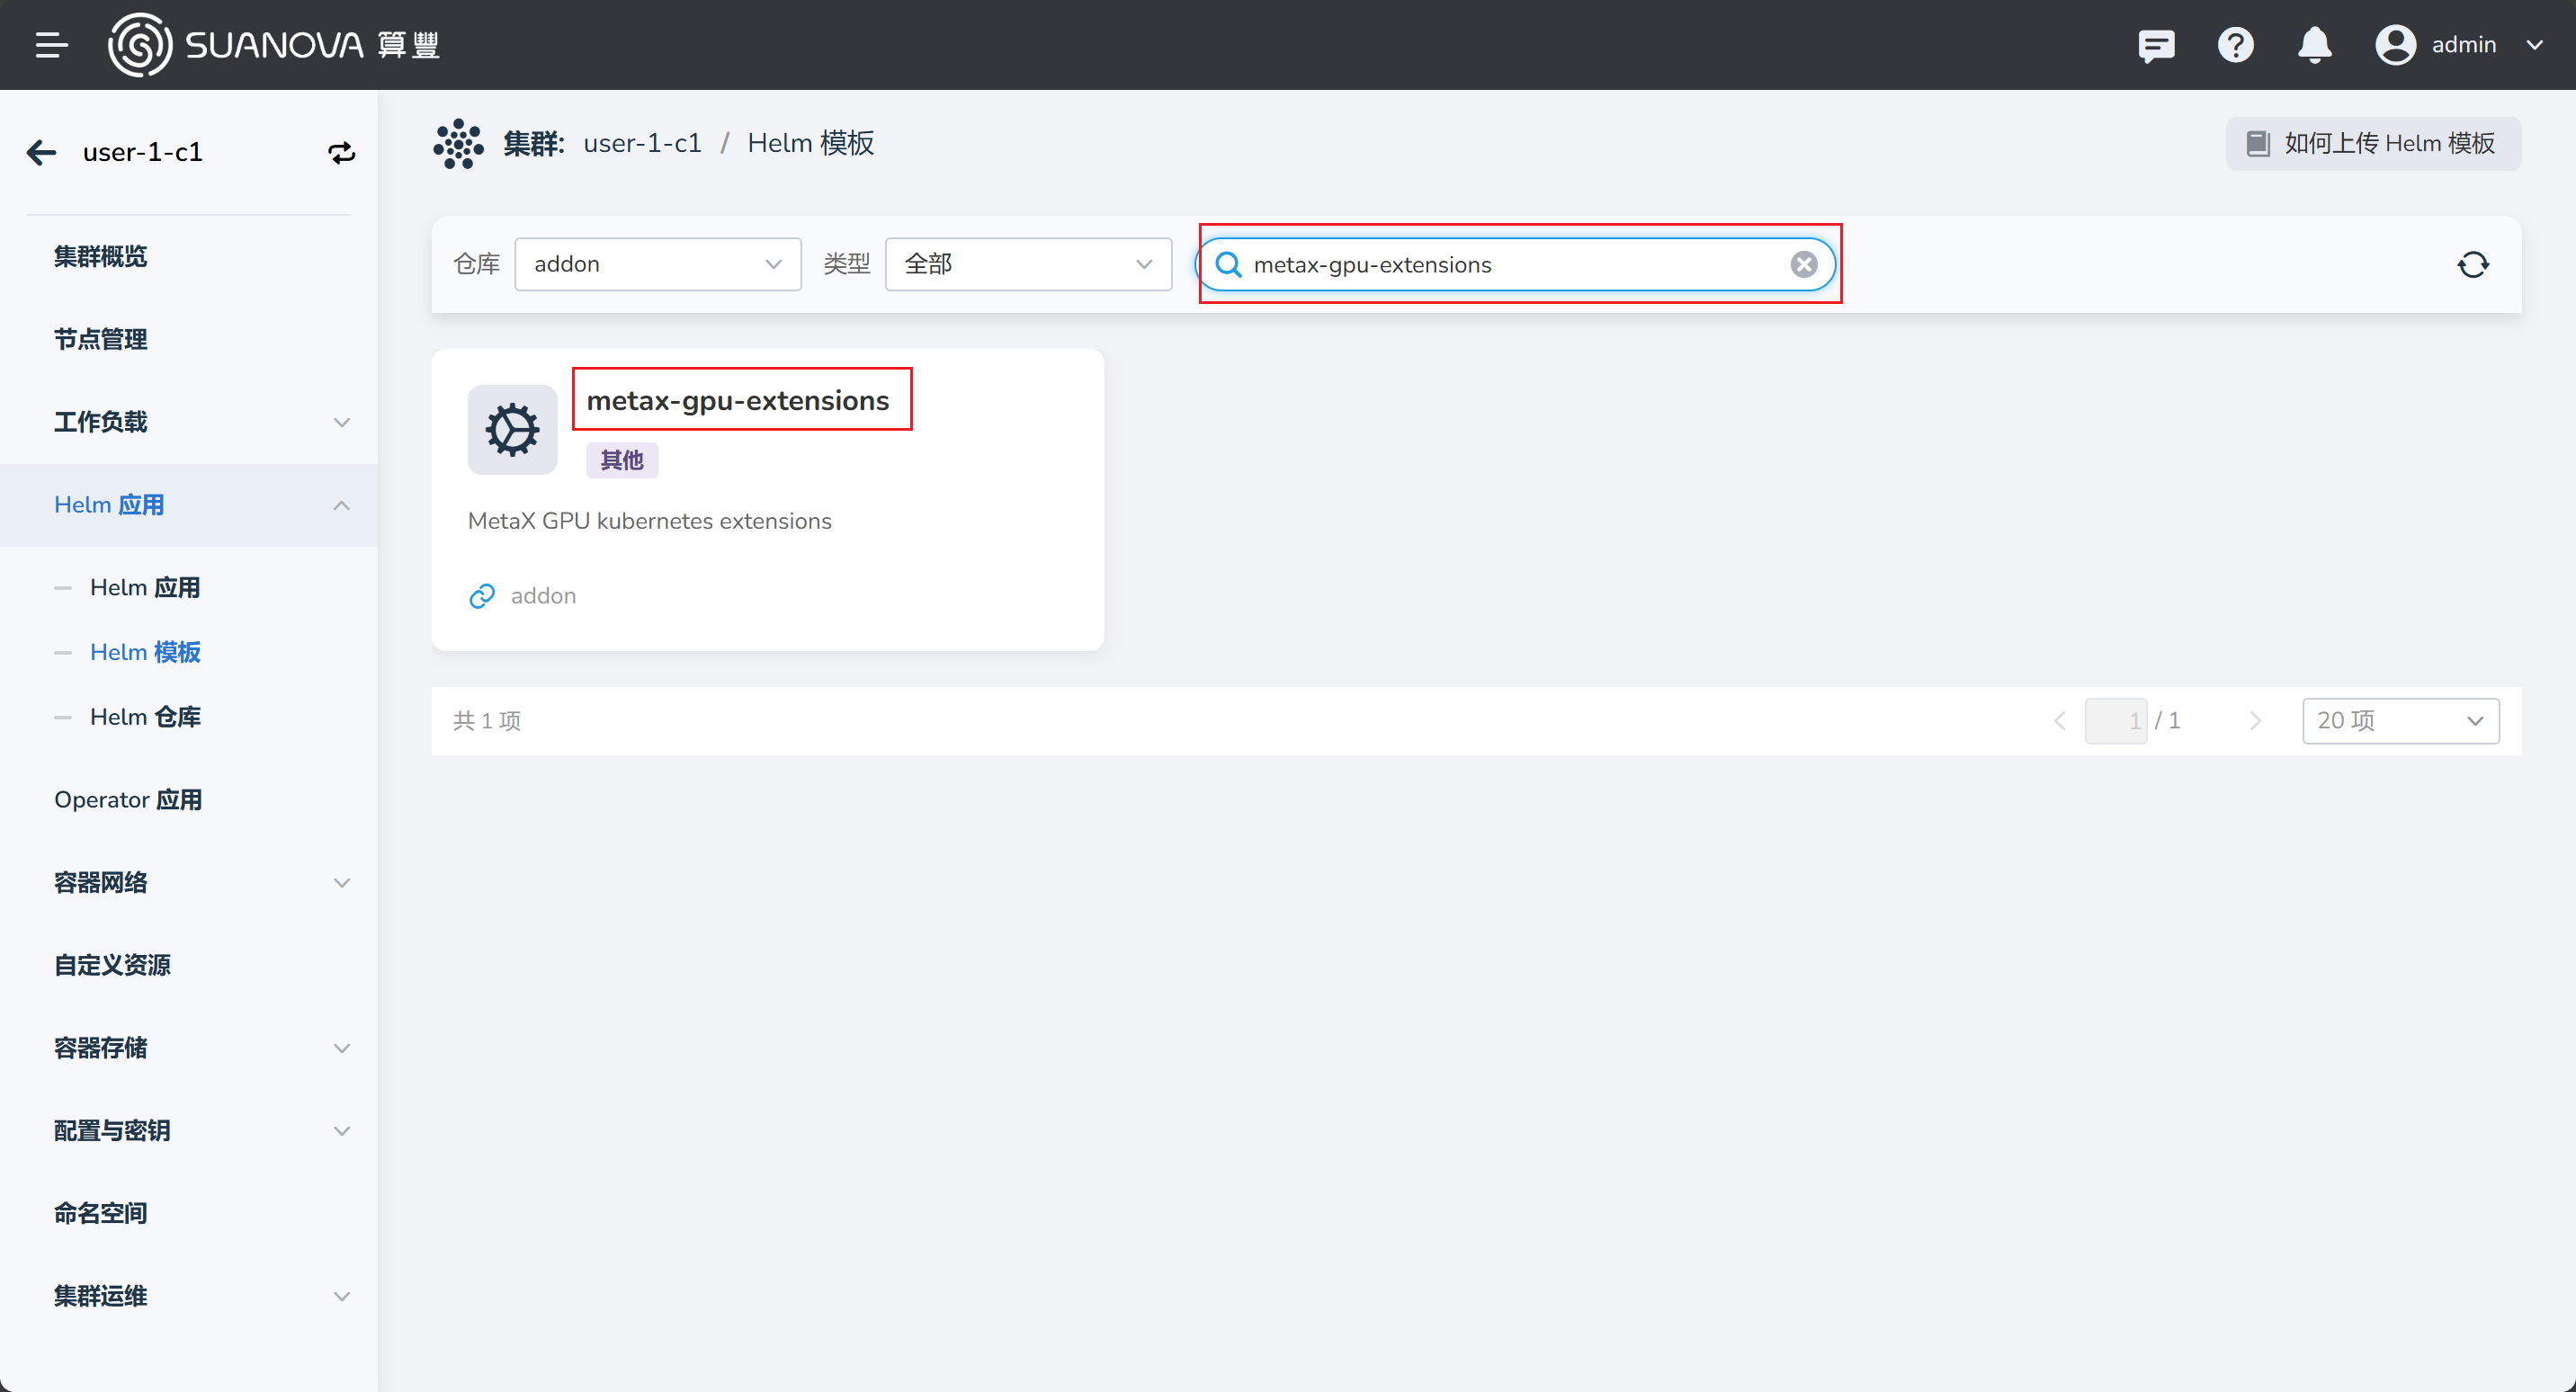 SUANOVA 算豐
admin
user-1-c1
集群概览
节点管理
工作负载
Helm 应用
Helm 应用
Helm 模板
Helm 仓库
Operator 应用
容器网络
自定义资源
容器存储
配置与密钥
命名空间
集群运维
集群: user-1-c1 / Helm 模板
如何上传 Helm 模板
仓库 addon 类型 全部 metax-gpu-extensions
metax-gpu-extensions
其他
MetaX GPU kubernetes extensions
addon
共 1 项
1 / 1
20 项